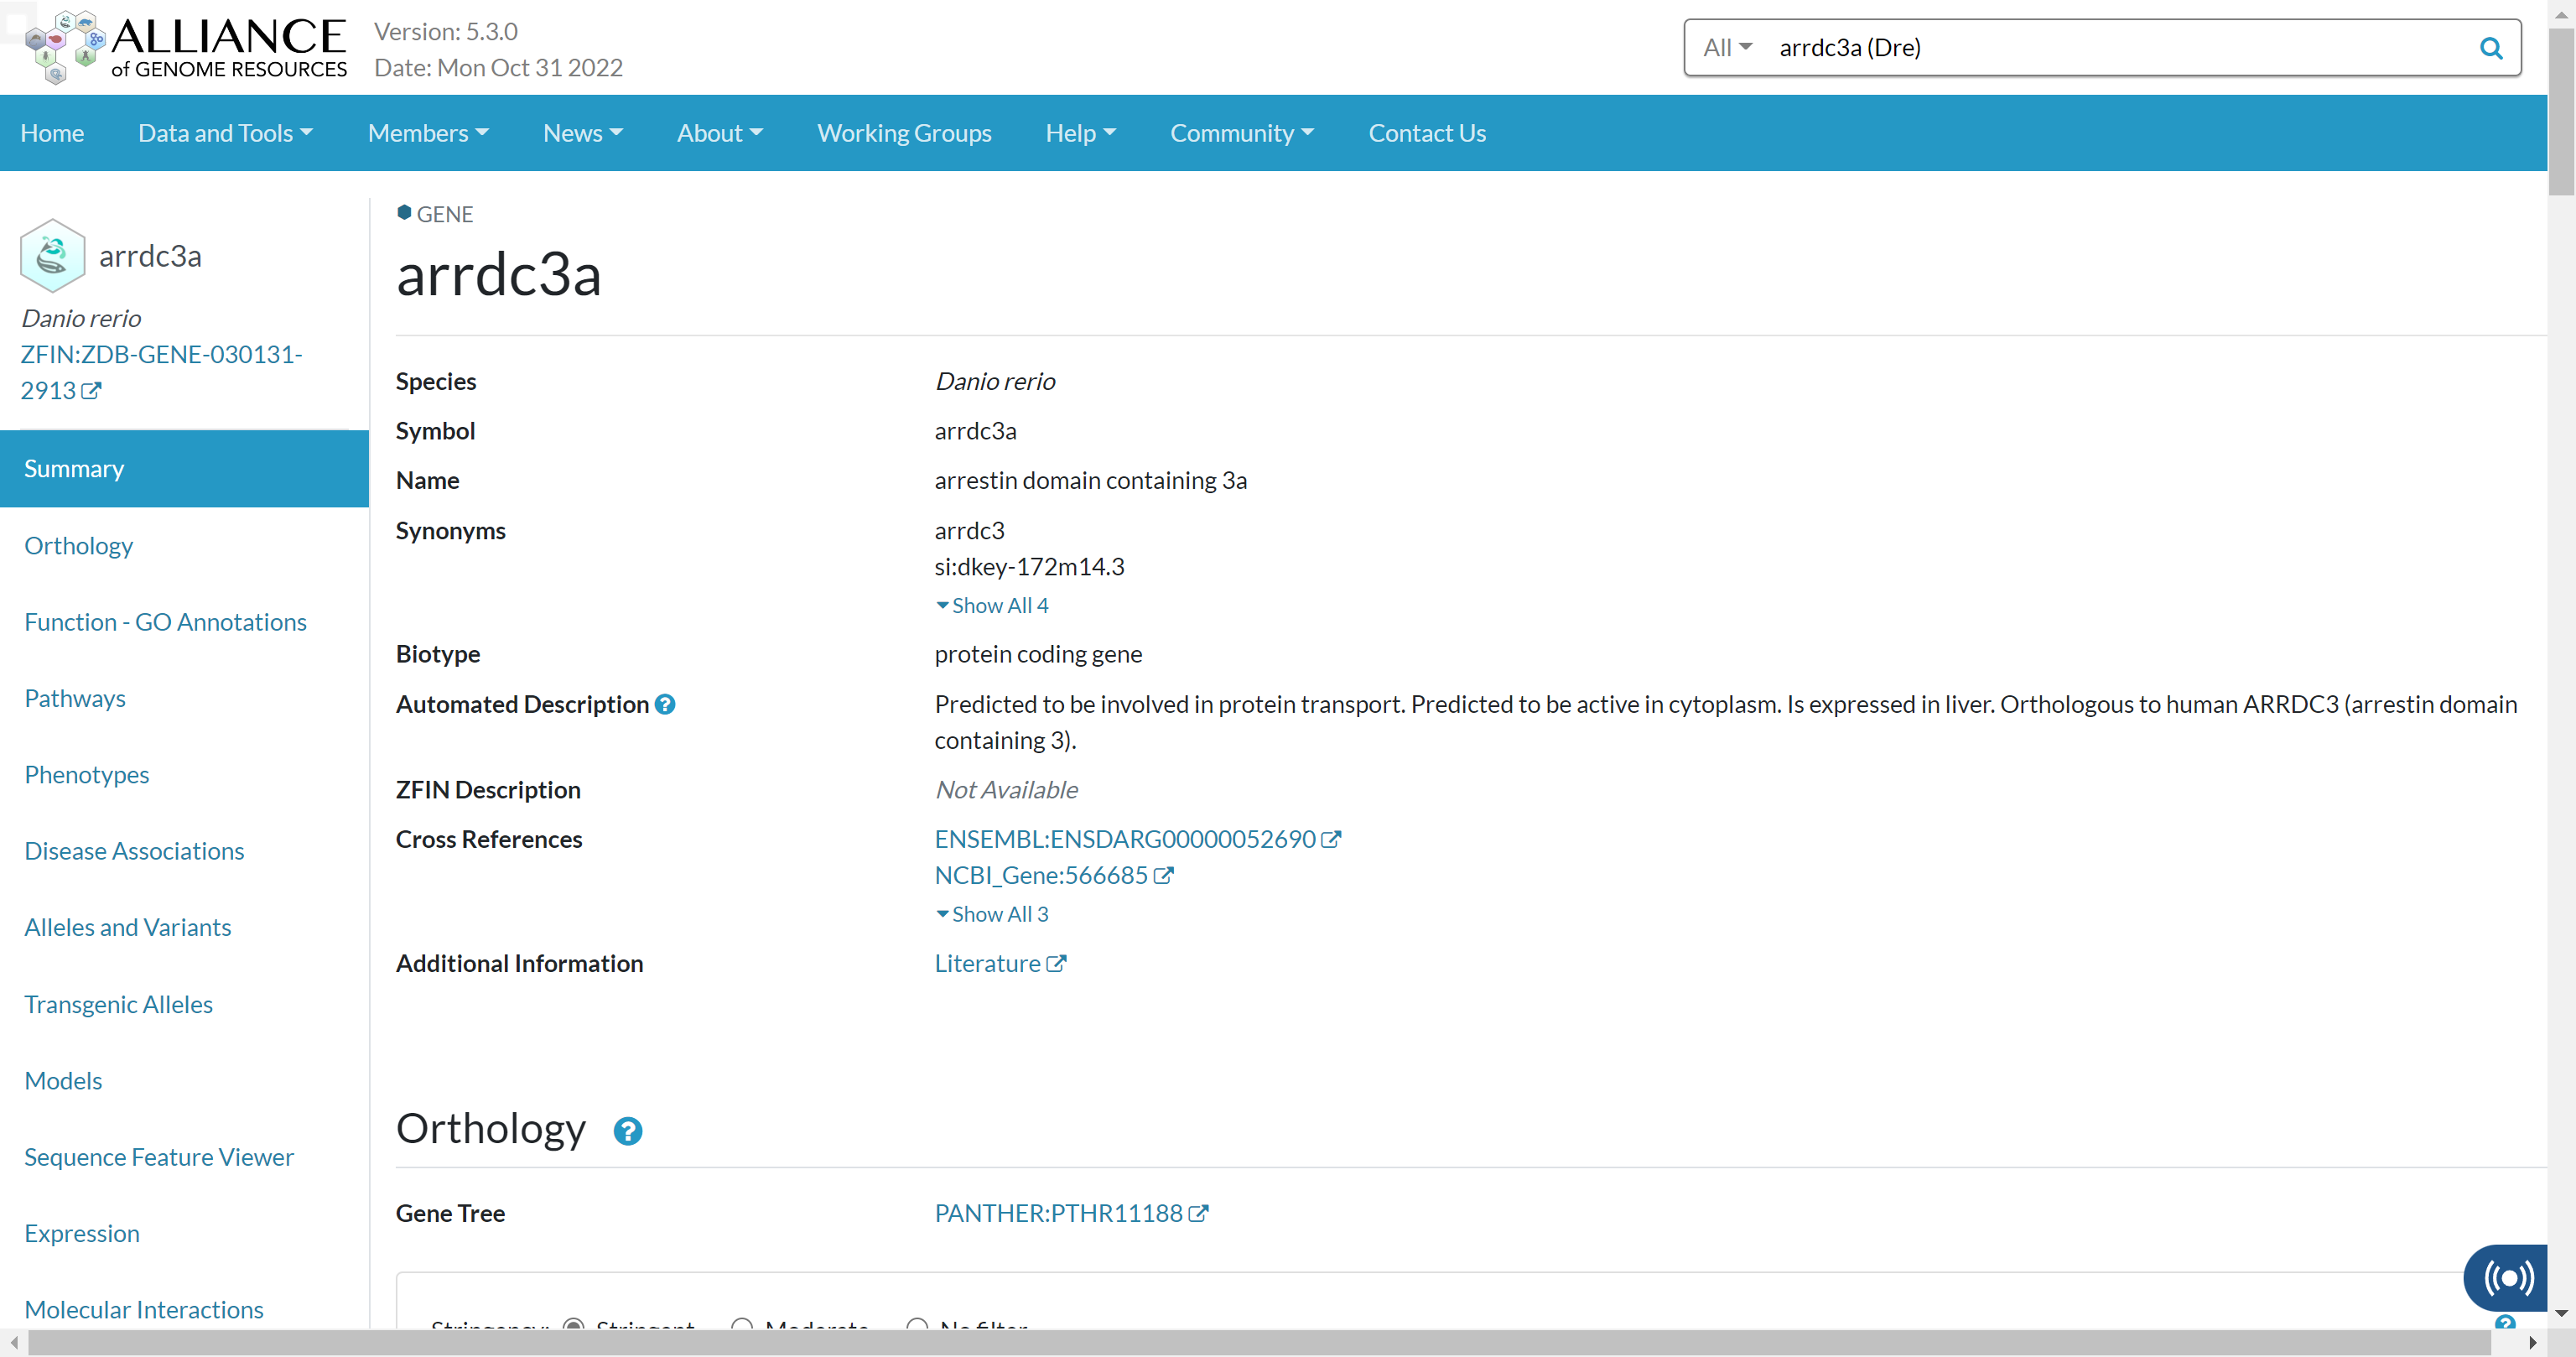 ALLIANCE
of GENOME RESOURCES
Version: 5.3.0
Date: Mon Oct 31 2022
All
arrdc3a (Dre)
Home
Data and Tools
Members
News
About
Working Groups
Help
Community
Contact Us
arrdc3a
Danio rerio
ZFIN:ZDB-GENE-030131-
2913
Summary
Orthology
Function - GO Annotations
Pathways
Phenotypes
Disease Associations
Alleles and Variants
Transgenic Alleles
Models
Sequence Feature Viewer
Expression
Molecular Interactions
GENE
arrdc3a
Species
Danio rerio
Symbol
arrdc3a
Name
arrestin domain containing 3a
Synonyms
arrdc3
si:dkey-172m14.3
Show All 4
Biotype
protein coding gene
Automated Description
Predicted to be involved in protein transport. Predicted to be active in cytoplasm. Is expressed in liver. Orthologous to human ARRDC3 (arrestin domain
containing 3).
ZFIN Description
Not Available
Cross References
ENSEMBL:ENSDARG00000052690
NCBI_Gene:566685
Show All 3
Additional Information
Literature
Orthology
Gene Tree
PANTHER:PTHR11188
Stringency: Stringent Moderate No filter